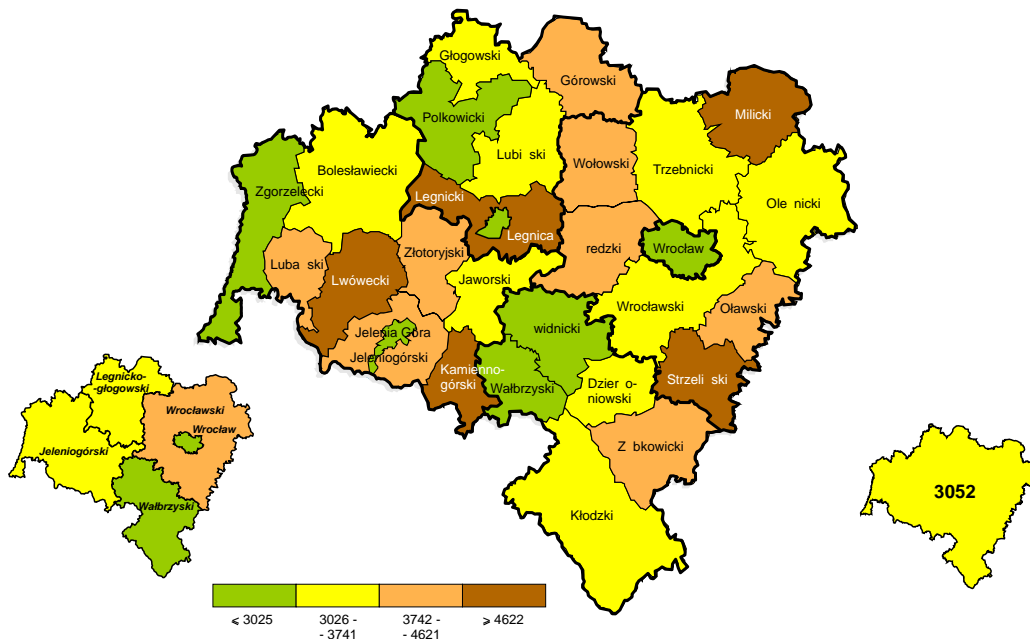 Głogowski
Górowski
Milicki
Polkowicki
Lubi ski
Wołowski
Trzebnicki
Bolesławiecki
Zgorzelecki
Legnicki
Ole nicki
Legnica
redzki
Wrocław
Złotoryjski
Luba ski
Lwówecki
Jaworski
Wrocławski
Oławski
Jelenia Góra
widnicki
Jeleniogórski
Kamienno-
górski
Wałbrzyski
Dzier o-
niowski
Strzeli ski
Z bkowicki
Kłodzki
Legnicko-
-głogowski
Wrocławski
Wrocław
Jeleniogórski
Wałbrzyski
3052
⩽ 3025
3026 -
- 3741
3742 -
- 4621
⩾ 4622